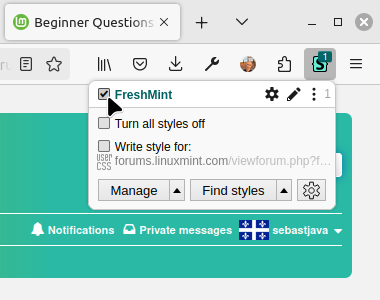 Beginner Questions
1
FreshMint
1
Turn all styles off
Write style for:
user CSS
forums.linuxmint.com/viewforum.php?f...
Manage
Find styles
Notifications
Private messages
sebastjava